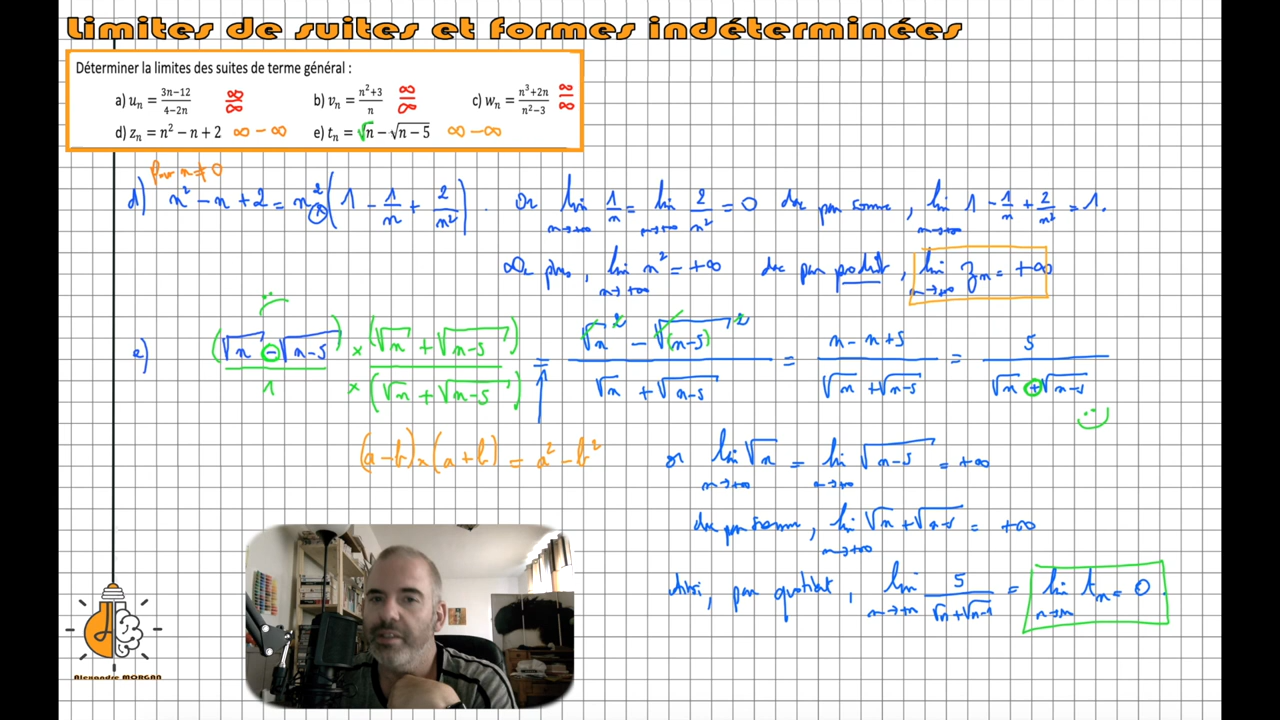 Limites de suites et formes indéterminées
Déterminer la limites des suites de terme général :
a) uₙ = (3n−12)/(4−2n) ∞/∞ b) vₙ = (n²+3)/n ∞/∞ c) wₙ = (n³+2n)/(n²−3) ∞/∞
d) zₙ = n² − n + 2 ∞ − ∞ e) tₙ = √n − √(n − 5) ∞ − ∞
Pour n ≠ 0
d) n² − n + 2 = n² × (1 − 1/n + 2/n²). Or lim n→+∞ 1/n = lim n→+∞ 2/n² = 0 donc par somme, lim n→+∞ 1 − 1/n + 2/n² = 1.
De plus, lim n→+∞ n² = +∞ donc par produit, lim n→+∞ zₙ = +∞
e) (√n − √(n−5))/1 × (√n + √(n−5))/(√n + √(n−5)) = (√n² − √(n−5)²)/(√n + √(n−5)) = (n − n + 5)/(√n + √(n−5)) = 5/(√n + √(n−5))
(a−b)×(a+b) = a² − b²
or lim n→+∞ √n = lim n→+∞ √(n−5) = +∞
donc par somme, lim n→+∞ √n + √(n−5) = +∞
Ainsi, par quotient, lim n→+∞ 5/(√n + √(n−5)) = lim n→+∞ tₙ = 0.
Alexandre MORGAN